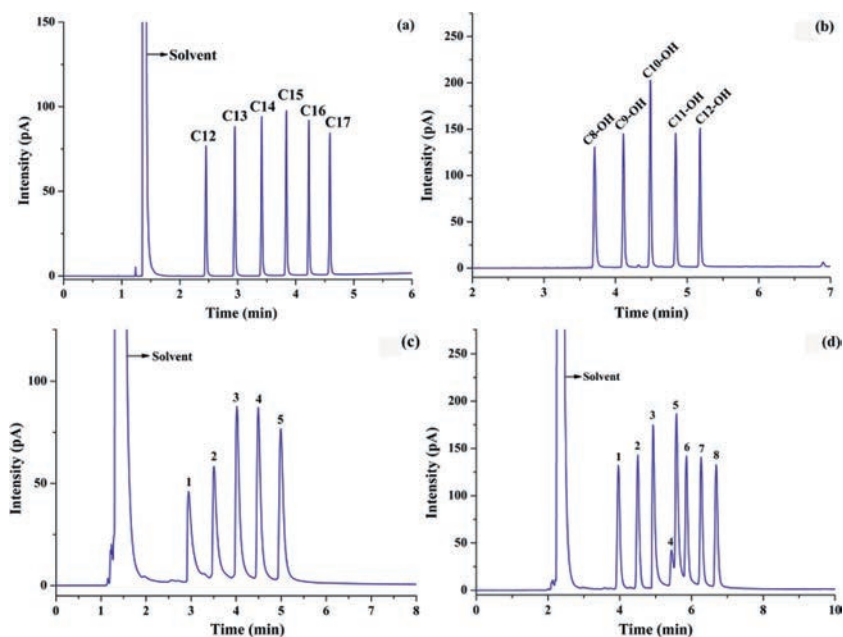 (a)
150
100
50
0
Intensity (pA)
Solvent
C12
C13
C14
C15
C16
C17
0 1 2 3 4 5 6
Time (min)
(b)
250
200
150
100
50
0
Intensity (pA)
C8-OH
C9-OH
C10-OH
C11-OH
C12-OH
2 3 4 5 6 7
Time (min)
(c)
100
50
0
Intensity (pA)
Solvent
1
2
3
4
5
0 1 2 3 4 5 6 7 8
Time (min)
(d)
250
200
150
100
50
0
Intensity (pA)
Solvent
1
2
3
4
5
6
7
8
0 2 4 6 8 10
Time (min)